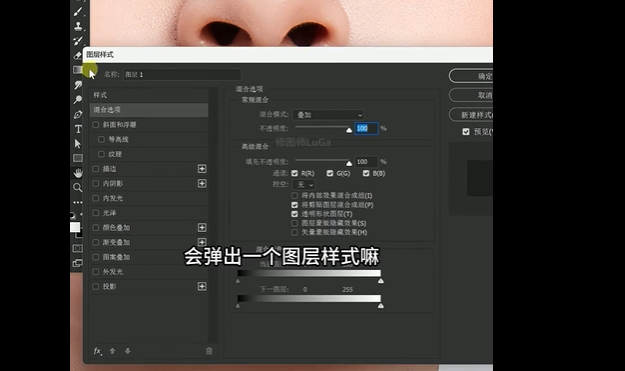 图层样式
名称: 图层 1
确定
样式
混合选项
取消
混合选项
常规混合
斜面和浮雕
混合模式: 叠加
新建样式
等高线
不透明度: 100 %
预览
纹理
修图师LuGa
高级混合
描边
填充不透明度: 100 %
内阴影
通道: R(R) G(G) B(B)
内发光
挖空: 无
将内部效果混合成组(I)
光泽
将剪贴图层混合成组(P)
透明形状图层(T)
颜色叠加
图层蒙版隐藏效果(S)
矢量蒙版隐藏效果(H)
渐变叠加
会弹出一个图层样式嘛
图案叠加
外发光
下一图层: 0 255
投影
fx